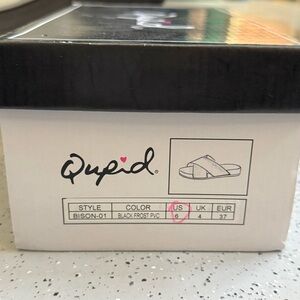 Qupid®
STYLE COLOR US UK EUR
BISON-01 BLACK FROST PVC 6 4 37